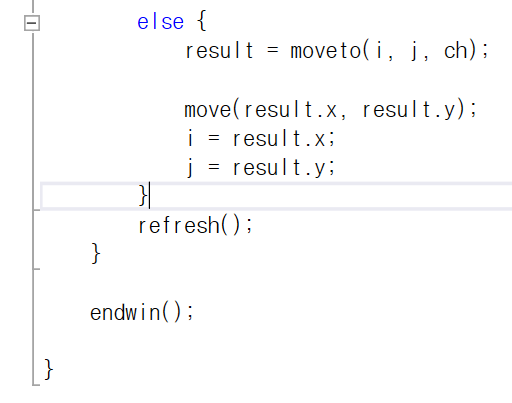 else {
result = moveto(i, j, ch);
move(result.x, result.y);
i = result.x;
j = result.y;
}
refresh();
}
endwin();
}